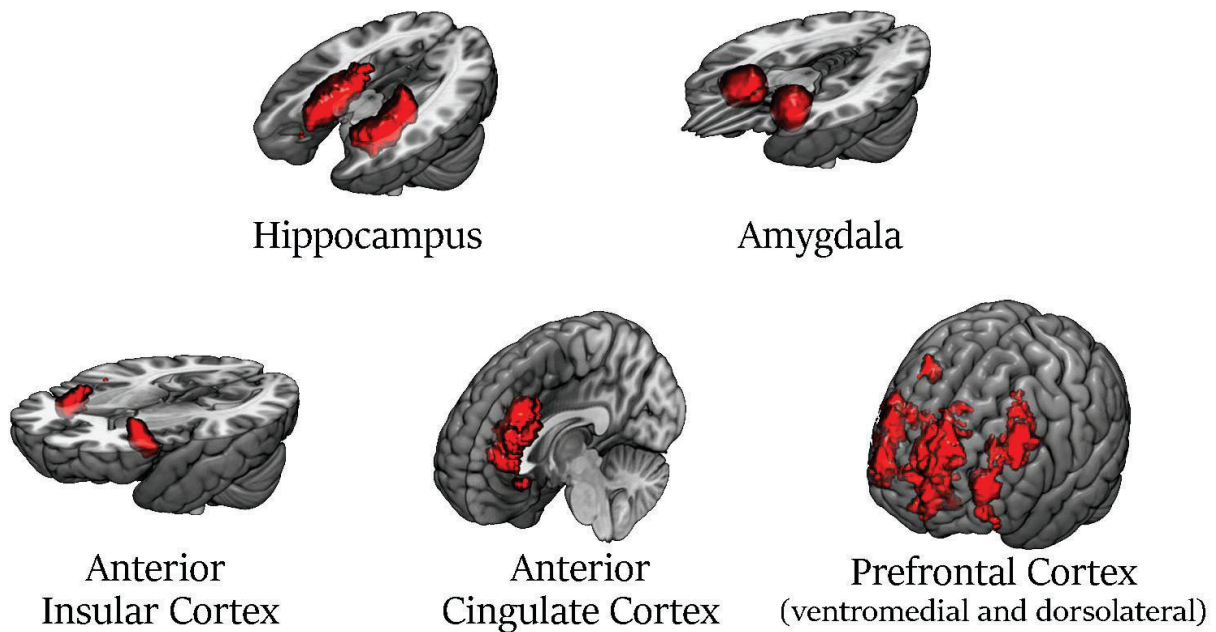 Hippocampus
Amygdala
Anterior
Insular Cortex
Anterior
Cingulate Cortex
Prefrontal Cortex
(ventromedial and dorsolateral)